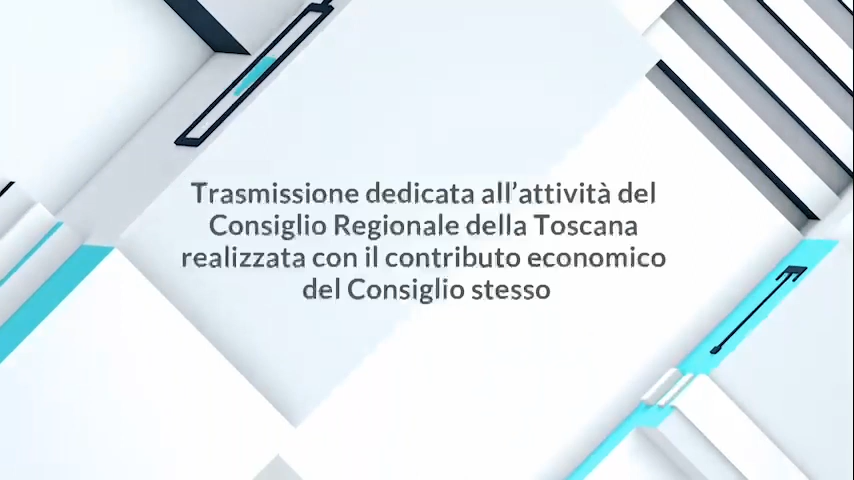 Trasmissione dedicata all'attività del
Consiglio Regionale della Toscana
realizzata con il contributo economico
del Consiglio stesso